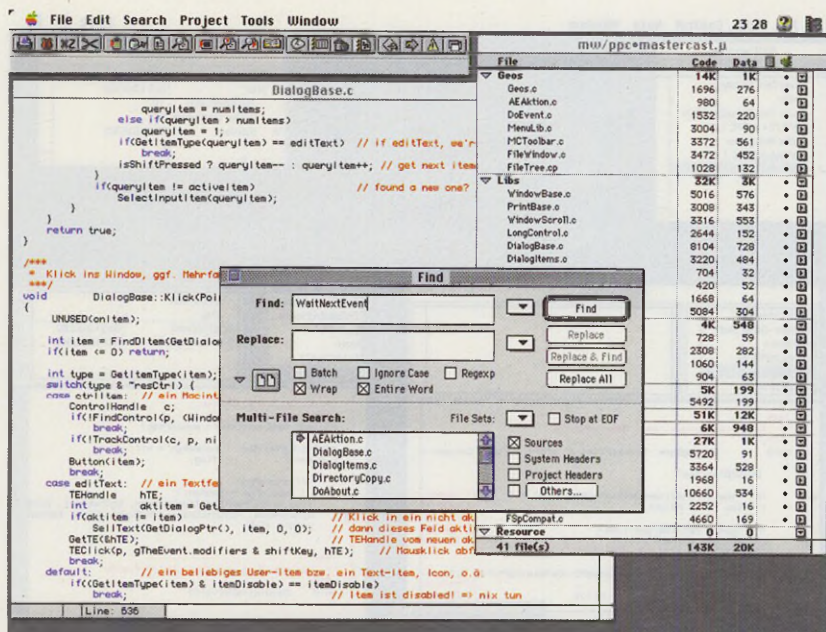 File Edit Search Project Tools Window 23 28
DialogBase.c
queryItem = numItems;
else if(queryItem > numItems)
queryItem = 1;
if(GetItemType(queryItem) == editText) // if editText, we'r
break;
isShiftPressed ? queryItem-- : queryItem++; // get next item
}
if(queryItem != activeItem) // found a new one?
SelectInputItem(queryItem);
}
}
return true;
}
/***
* Klick ins Window, ggf. Mehrfa
***/
void DialogBase::Klick(Poi
{
UNUSED(onItem);
int item = FindDItem(GetDialo
if(item <= 0) return;
int type = GetItemType(item);
switch(type & ~resCtrl) {
case ctrlItem: // ein Macint
ControlHandle c;
if(!FindControl(p, (Window
break;
if(!TrackControl(c, p, ni
break;
Button(item);
break;
case editText: // ein Textfe
TEHandle hTE;
int aktitem = Get
if(aktitem != item) // Klick in ein nicht ak
SelIText(GetDialogPtr(), item, 0, 0); // dann dieses Feld akti
GetTE(&hTE); // TEHandle vom neuen ak
TEClick(p, gTheEvent.modifiers & shiftKey, hTE); // Mausklick abf
break;
default: // ein beliebiges User-Item bzw. ein Text-Item, Icon, o.ä.
if((GetItemType(item) & itemDisable) == itemDisable)
break; // Item ist disabled! => nix tun
Line: 636
Find
Find: WaitNextEvent
Find
Replace:
Replace
Replace & Find
Replace All
Batch Ignore Case Regexp
Wrap Entire Word
Multi-File Search: File Sets: Stop at EOF
AEAktion.c
DialogBase.c
DialogItems.c
DirectoryCopy.c
DoAbout.c
Sources
System Headers
Project Headers
Others...
mw/ppc•mastercast.µ
File Code Data
Geos 14K 1K
Geos.c 1696 276
AEAktion.c 980 64
DoEvent.c 1532 220
MenuLib.c 3004 90
MCToolbar.c 3372 561
FileWindow.c 3472 452
FileTree.cp 1028 132
Libs 32K 3K
WindowBase.c 5016 576
PrintBase.c 3008 343
WindowScroll.c 3316 553
LongControl.c 2644 152
DialogBase.c 8104 728
DialogItems.c 3220 484
704 32
420 52
1668 64
5084 304
4K 548
728 59
2308 282
1060 144
904 63
5K 199
5492 199
51K 12K
6K 948
27K 1K
5720 91
3364 528
1968 16
10660 534
2252 16
FSpCompat.c 4660 169
Resource 0 0
41 file(s) 143K 20K